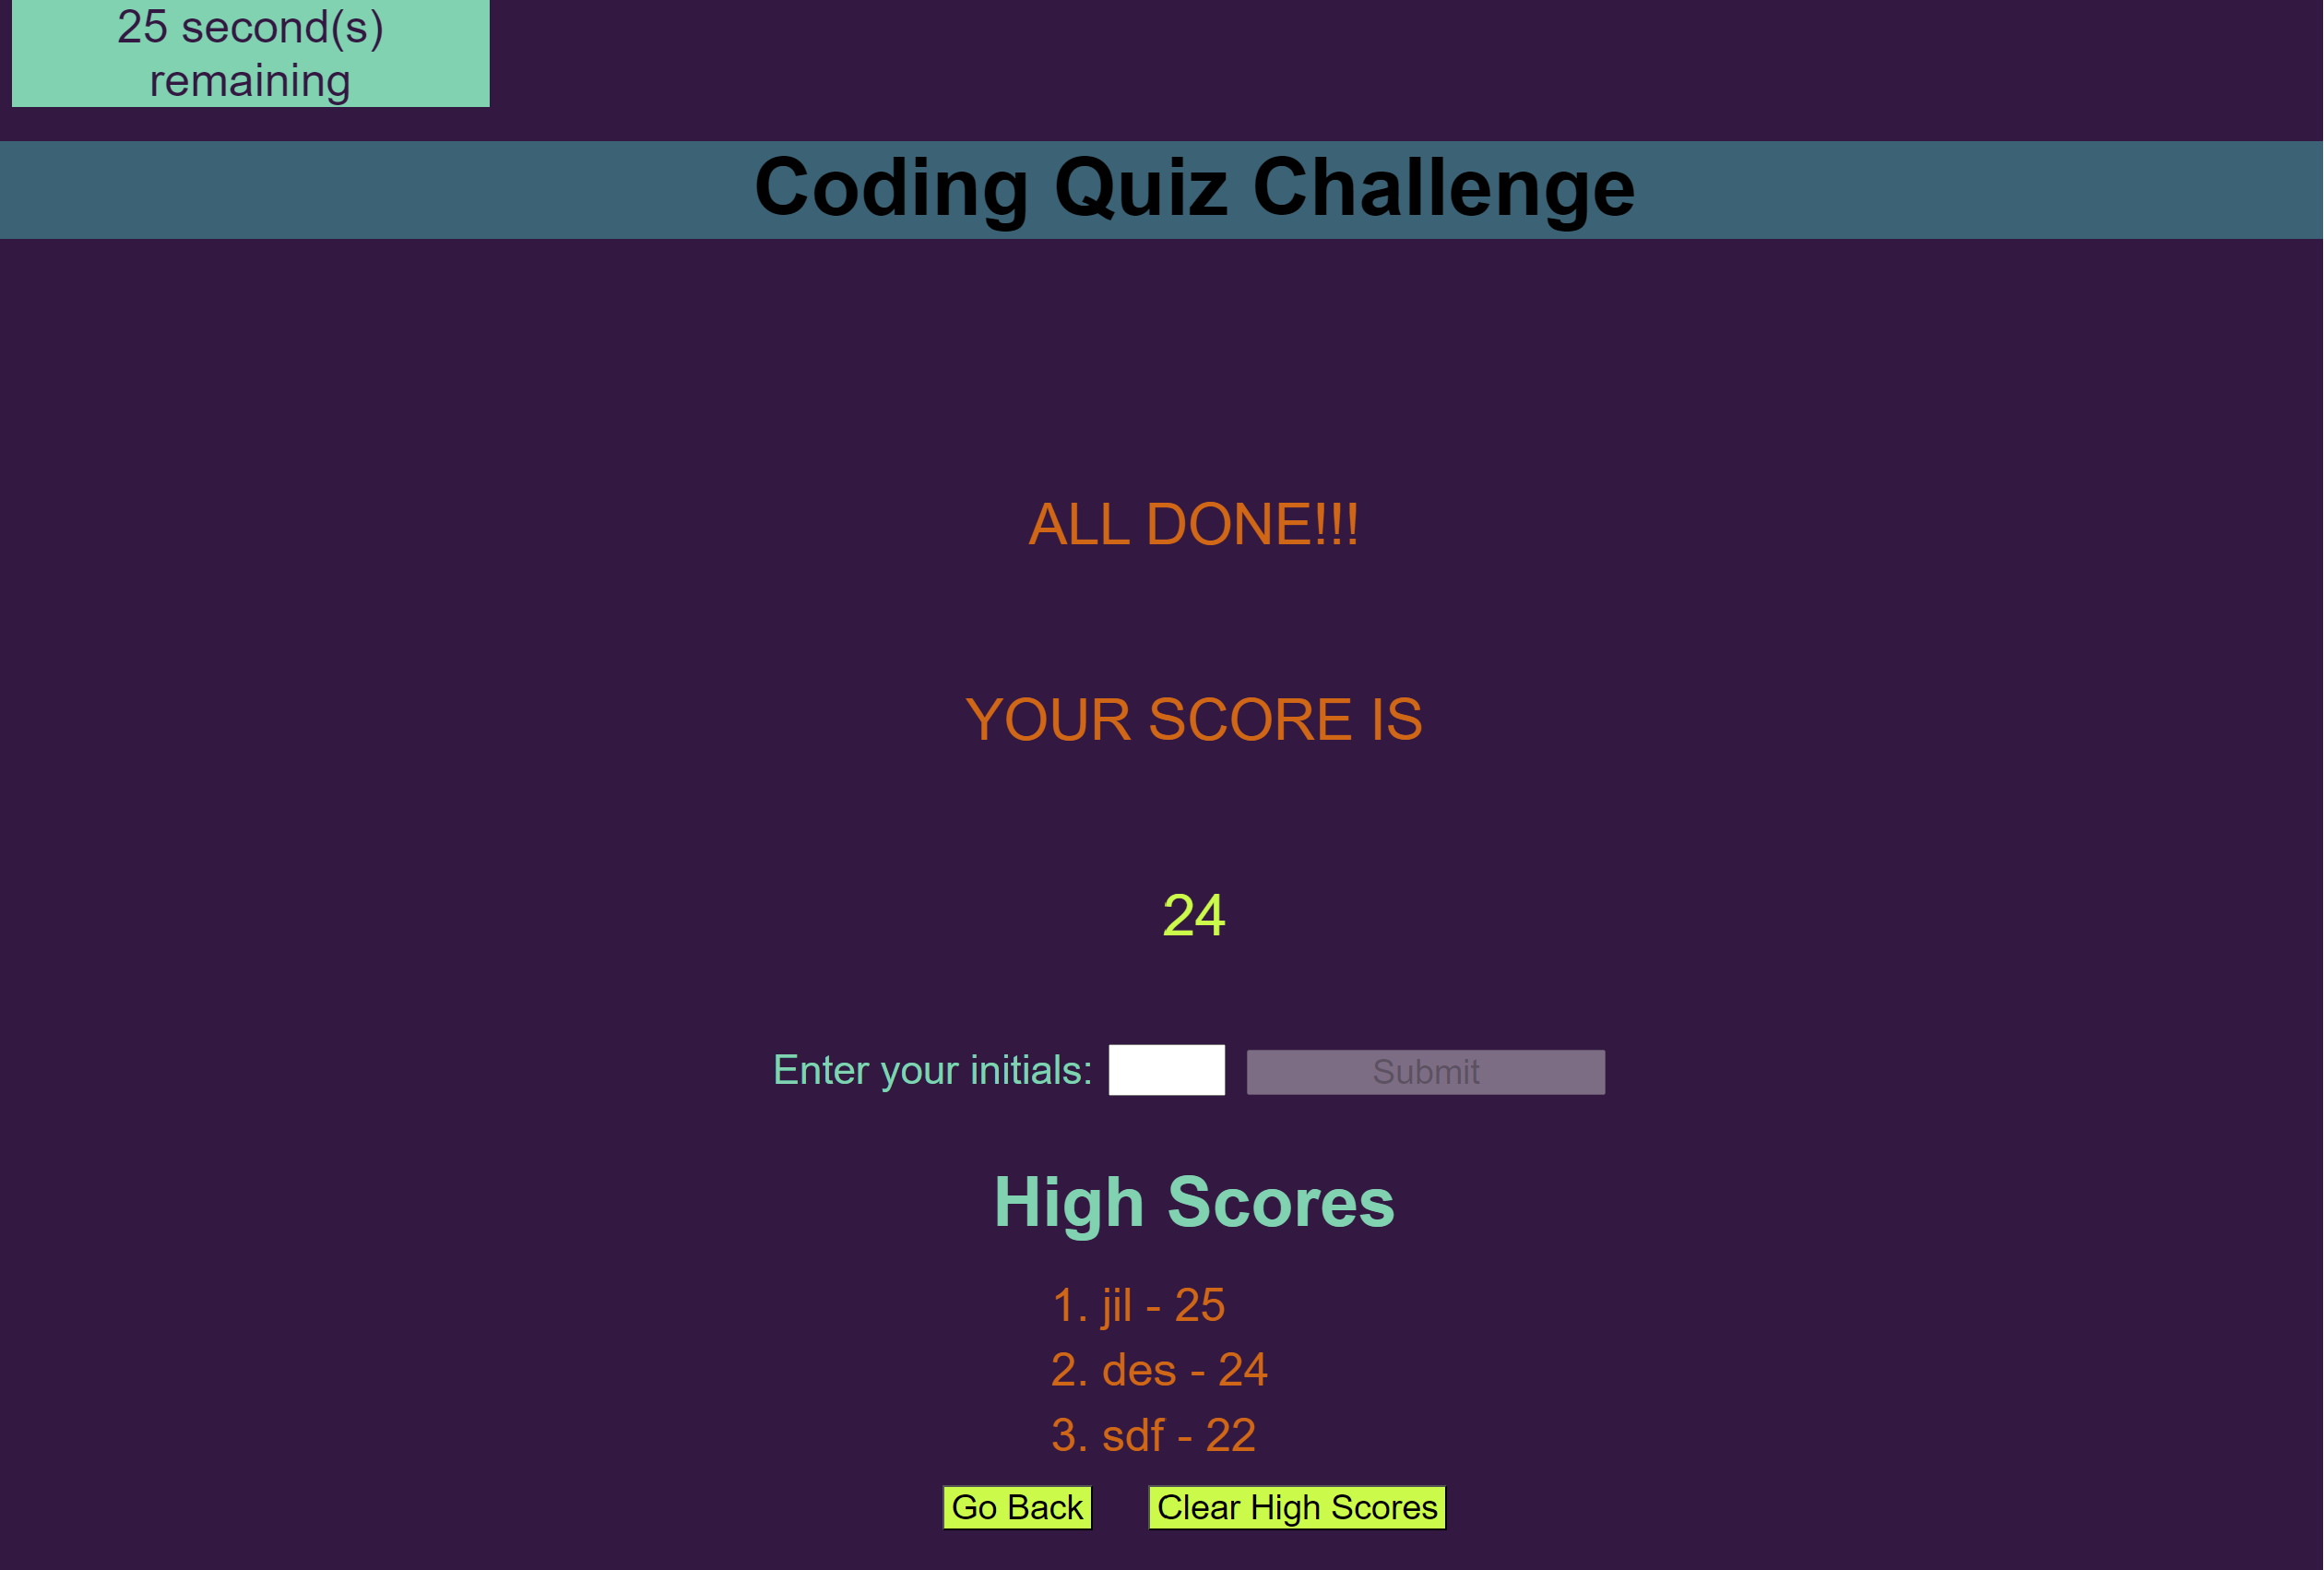 25 second(s)
remaining
Coding Quiz Challenge
ALL DONE!!!
YOUR SCORE IS
24
Enter your initials: Submit
High Scores
1. jil - 25
2. des - 24
3. sdf - 22
Go Back Clear High Scores